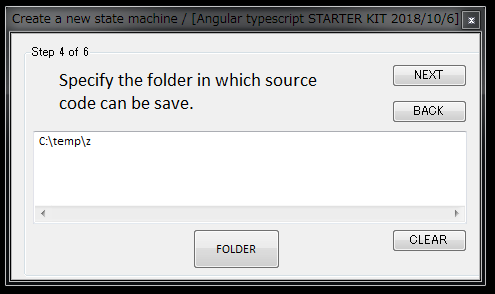 Create a new state machine / [Angular typescript STARTER KIT 2018/10/6]
x
Step 4 of 6
Specify the folder in which source
code can be save.
NEXT
BACK
C:\temp\z
FOLDER
CLEAR